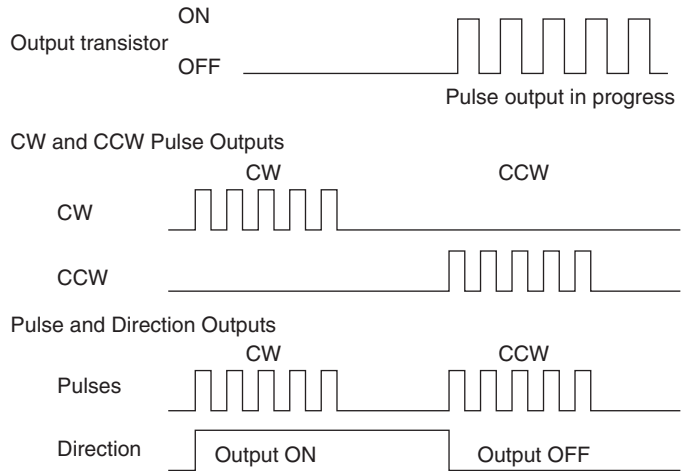 ON
Output transistor
OFF
Pulse output in progress
CW and CCW Pulse Outputs
CW CCW
CW
CCW
Pulse and Direction Outputs
CW CCW
Pulses
Direction Output ON Output OFF